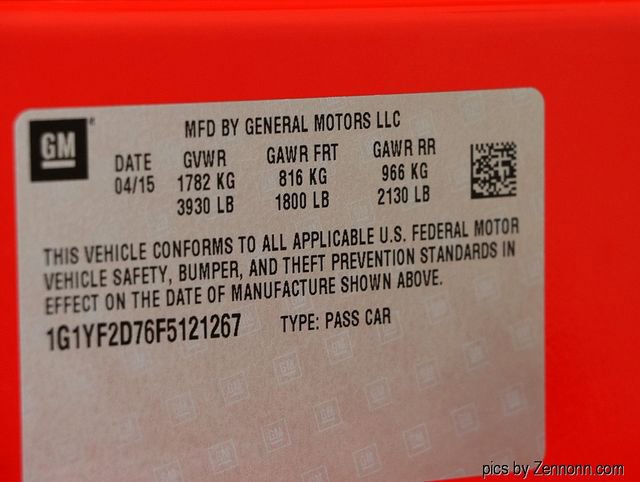 GM
MFD BY GENERAL MOTORS LLC
DATE GVWR GAWR FRT GAWR RR
04/15 1782 KG 816 KG 966 KG
3930 LB 1800 LB 2130 LB
THIS VEHICLE CONFORMS TO ALL APPLICABLE U.S. FEDERAL MOTOR
VEHICLE SAFETY, BUMPER, AND THEFT PREVENTION STANDARDS IN
EFFECT ON THE DATE OF MANUFACTURE SHOWN ABOVE.
1G1YF2D76F5121267 TYPE: PASS CAR
pics by Zennonn.com